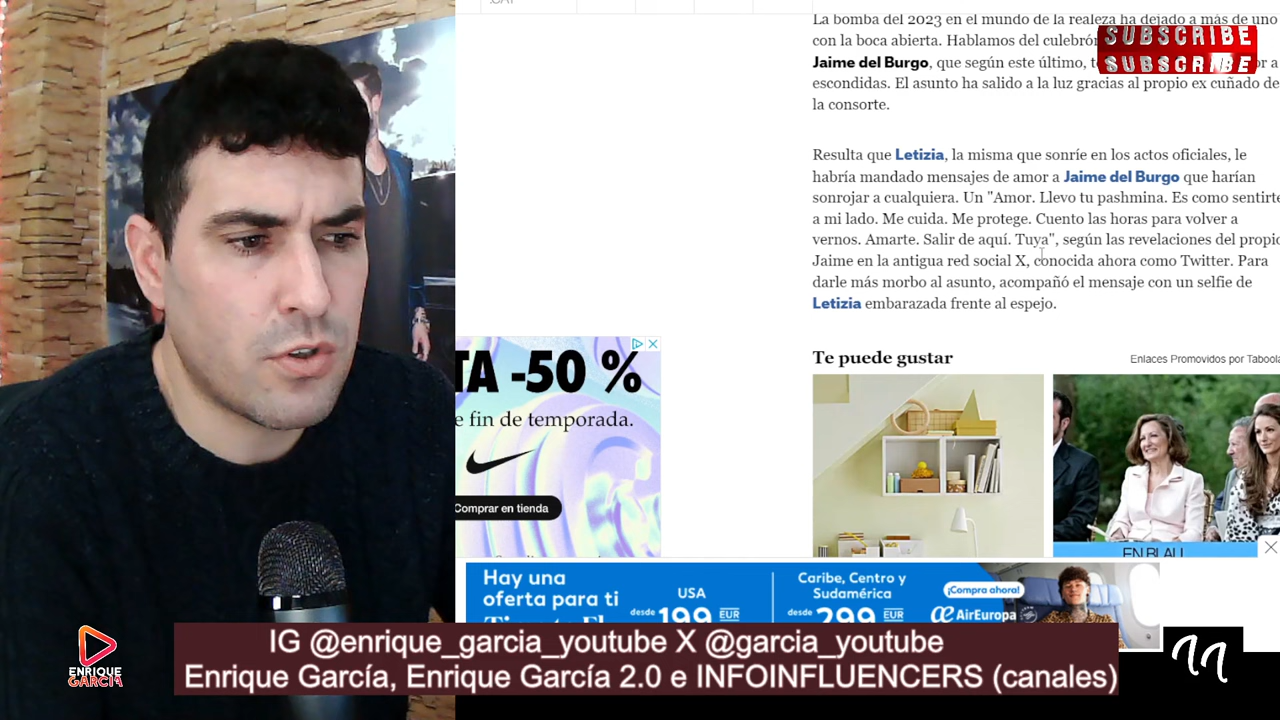 .CAT
La bomba del 2023 en el mundo de la realeza ha dejado a más de uno
con la boca abierta. Hablamos del culebrón
Jaime del Burgo, que según este último, a
escondidas. El asunto ha salido a la luz gracias al propio ex cuñado de
la consorte.
Resulta que Letizia, la misma que sonríe en los actos oficiales, le
habría mandado mensajes de amor a Jaime del Burgo que harían
sonrojar a cualquiera. Un "Amor. Llevo tu pashmina. Es como sentirte
a mi lado. Me cuida. Me protege. Cuento las horas para volver a
vernos. Amarte. Salir de aquí. Tuya", según las revelaciones del propio
Jaime en la antigua red social X, conocida ahora como Twitter. Para
darle más morbo al asunto, acompañó el mensaje con un selfie de
Letizia embarazada frente al espejo.
SUBSCRIBE
SUBSCRIBE
TA -50 %
e fin de temporada.
Comprar en tienda
Te puede gustar
Enlaces Promovidos por Taboola
EN BLAU
Hay una
oferta para ti
USA
desde 199 EUR
Caribe, Centro y
Sudamérica
desde 299 EUR
¡Compra ahora!
AirEuropa
IG @enrique_garcia_youtube X @garcia_youtube
Enrique García, Enrique García 2.0 e INFOINFLUENCERS (canales)
ENRIQUE
GARCÍA